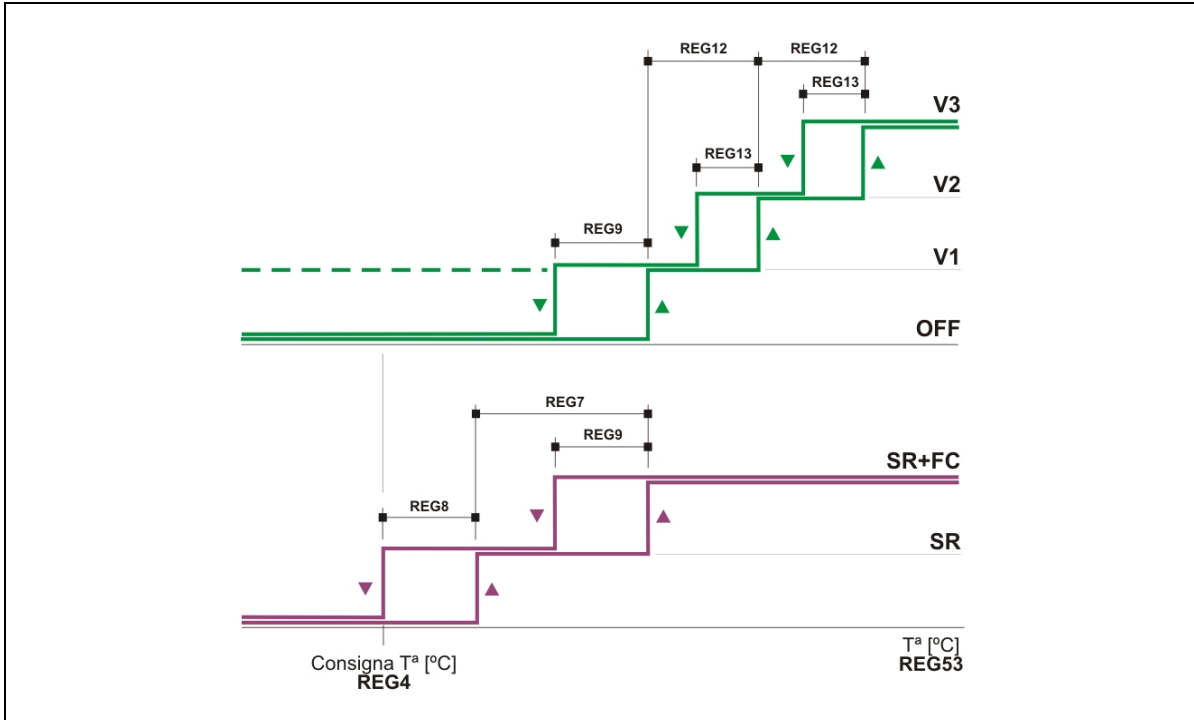 REG12
REG12
REG13
V3
REG13
V2
REG9
V1
OFF
REG7
REG9
SR+FC
REG8
SR
Consigna Tª [ºC]
REG4
Tª [ºC]
REG53